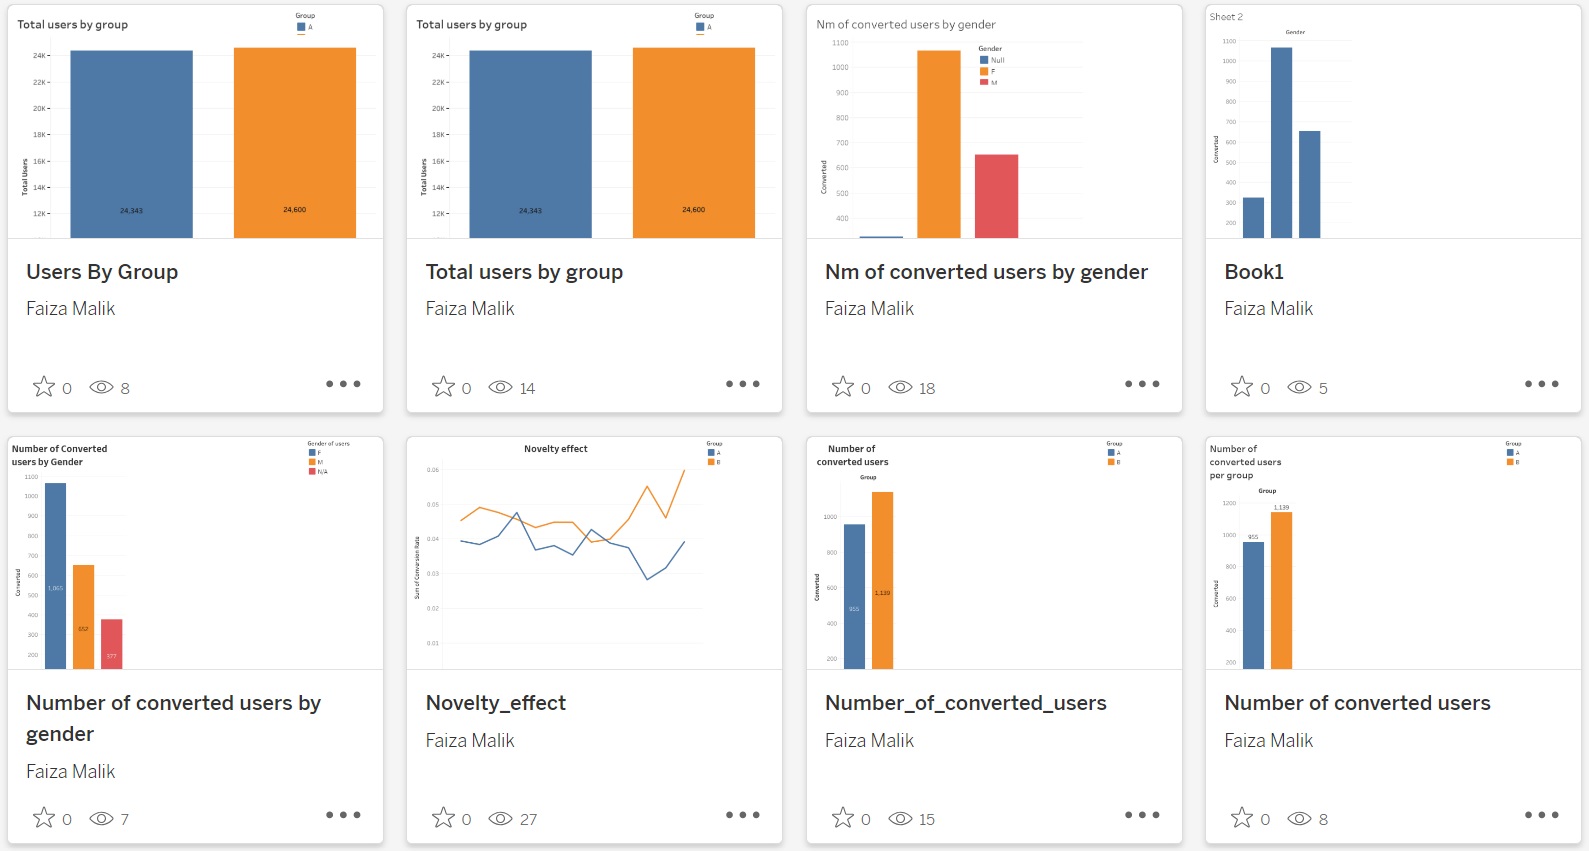 Total users by group
Group
A
24K
22K
20K
18K
16K
14K
12K
Total Users
24,343
24,600
Users By Group
Faiza Malik
0
8
Total users by group
Group
A
24K
22K
20K
18K
16K
14K
12K
Total Users
24,343
24,600
Total users by group
Faiza Malik
0
14
Nm of converted users by gender
Gender
Null
F
M
1100
1000
900
800
700
600
500
400
Converted
Nm of converted users by gender
Faiza Malik
0
18
Sheet 2
Gender
1100
1000
900
800
700
600
500
400
300
200
Converted
Book1
Faiza Malik
0
5
Number of Converted
users by Gender
Gender of users
F
M
N/A
1100
1000
900
800
700
600
500
400
300
200
Converted
1,065
652
377
Number of converted users by
gender
Faiza Malik
0
7
Novelty effect
Group
A
B
0.06
0.05
0.04
0.03
0.02
0.01
Sum of Conversion Rate
Novelty_effect
Faiza Malik
0
27
Number of
converted users
Group
A
B
Group
1000
800
600
400
200
Converted
955
1,139
Number_of_converted_users
Faiza Malik
0
15
Number of
converted users
per group
Group
A
B
Group
1200
1000
800
600
400
200
Converted
955
1,139
Number of converted users
Faiza Malik
0
8